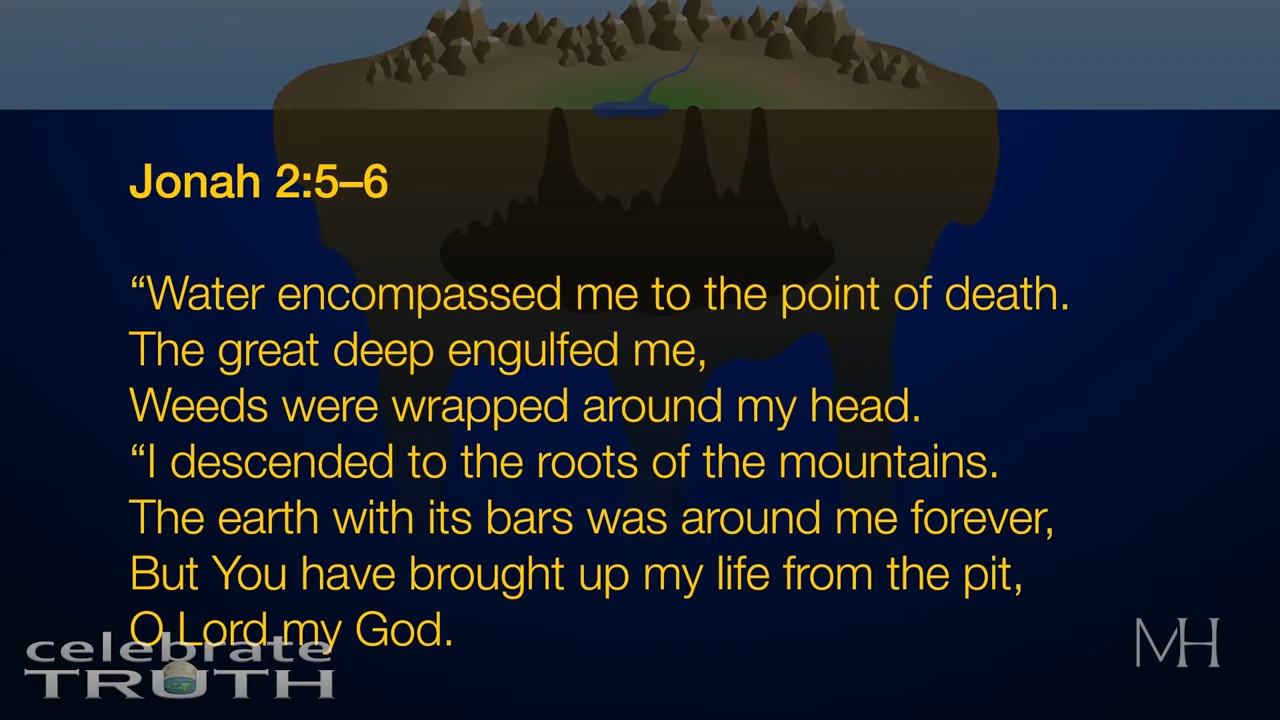 Jonah 2:5–6
“Water encompassed me to the point of death.
The great deep engulfed me,
Weeds were wrapped around my head.
“I descended to the roots of the mountains.
The earth with its bars was around me forever,
But You have brought up my life from the pit,
O Lord my God.
celebrate
TRUTH
MH